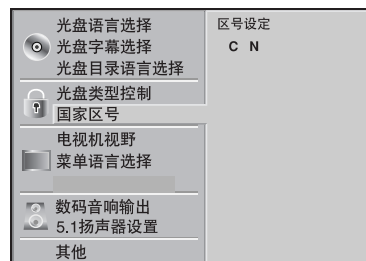 光盘语言选择
光盘字幕选择
光盘目录语言选择
光盘类型控制
国家区号
电视机视野
菜单语言选择
数码音响输出
5.1扬声器设置
其他
区号设定
C N